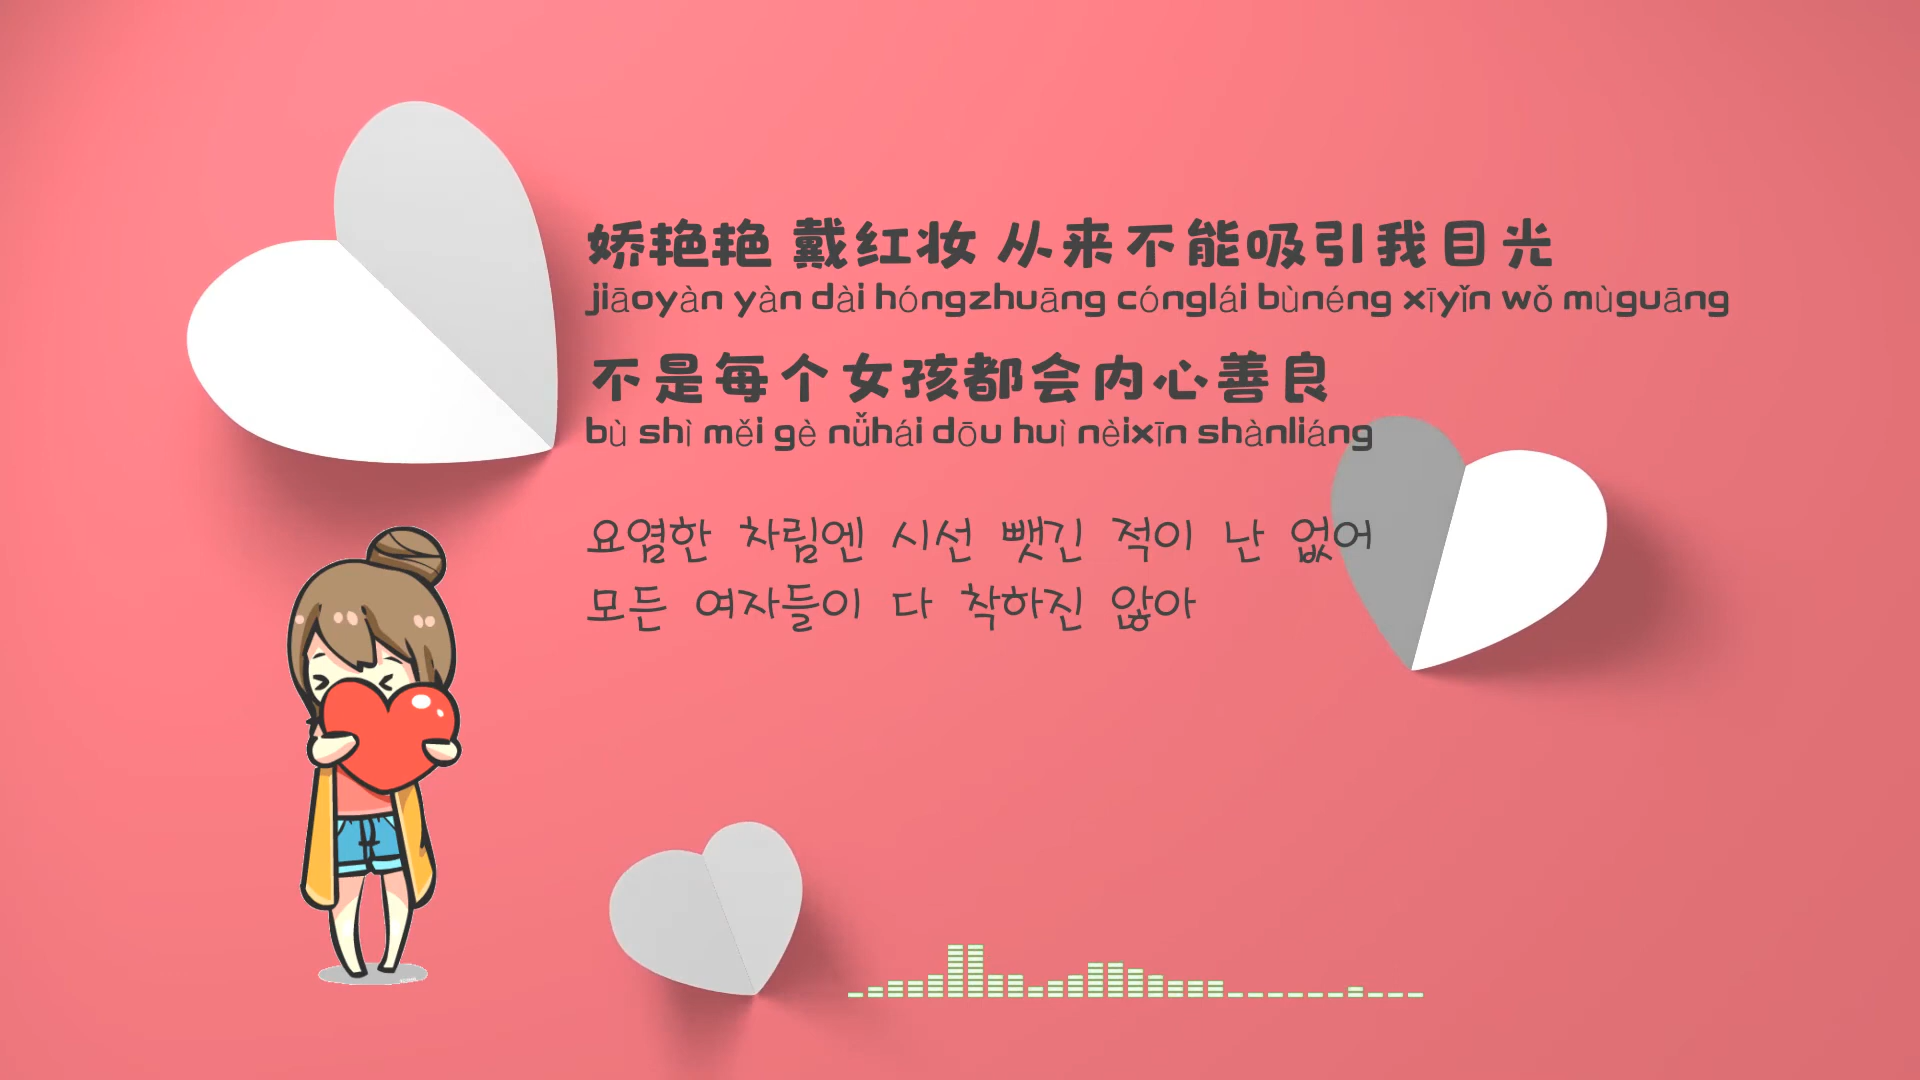 娇艳艳 戴红妆 从来不能吸引我目光
jiāoyàn yàn dài hóngzhuāng cónglái bùnéng xīyǐn wǒ mùguāng
不是每个女孩都会内心善良
bù shì měi gè nǚhái dōu huì nèixīn shànliáng
요염한 차림엔 시선 뺏긴 적이 난 없어
모든 여자들이 다 착하진 않아